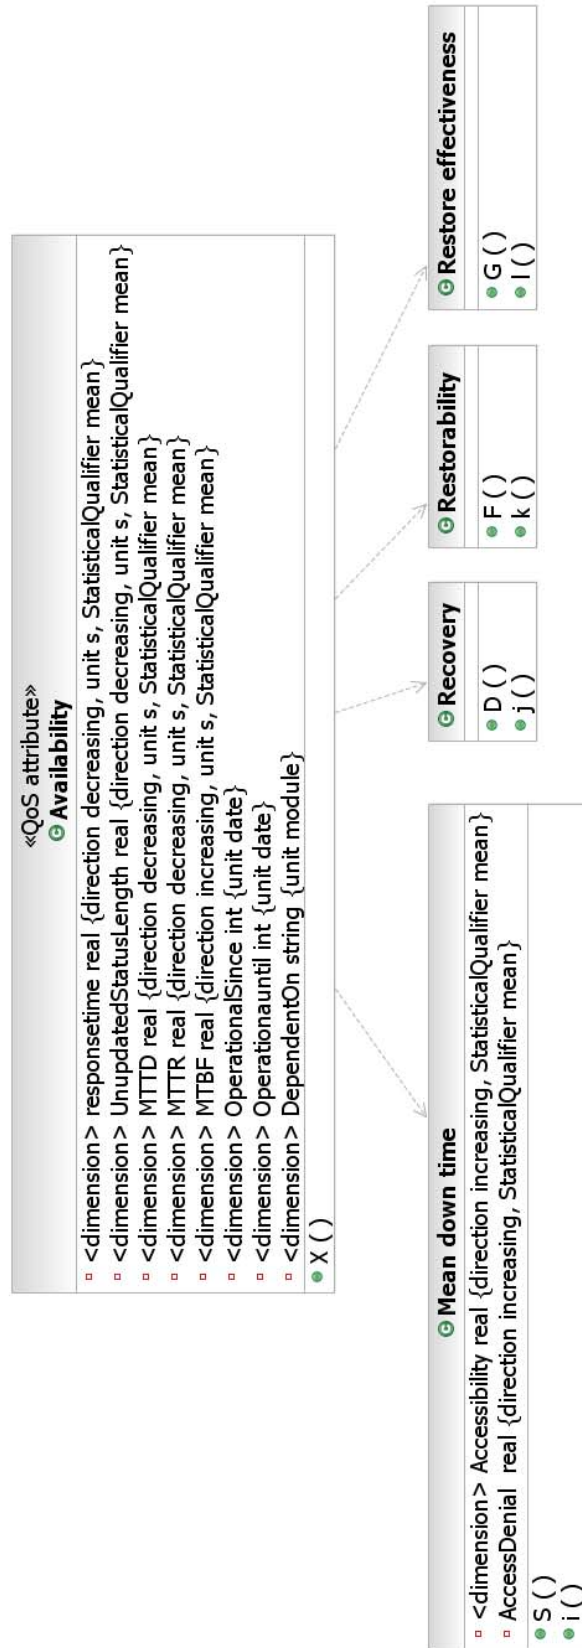 «QoS attribute»
Availability
<dimension> responsetime real {direction decreasing, unit s, StatisticalQualifier mean}
<dimension> UnupdatedStatusLength real {direction decreasing, unit s, StatisticalQualifier mean}
<dimension> MTTD real {direction decreasing, unit s, StatisticalQualifier mean}
<dimension> MTTR real {direction decreasing, unit s, StatisticalQualifier mean}
<dimension> MTBF real {direction increasing, unit s, StatisticalQualifier mean}
<dimension> OperationalSince int {unit date}
<dimension> Operationauntil int {unit date}
<dimension> DependentOn string {unit module}
X ( )
Mean down time
<dimension> Accessibility real {direction increasing, StatisticalQualifier mean}
AccessDenial real {direction increasing, StatisticalQualifier mean}
S ( )
i ( )
Recovery
D ( )
j ( )
Restorability
F ( )
k ( )
Restore effectiveness
G ( )
l ( )